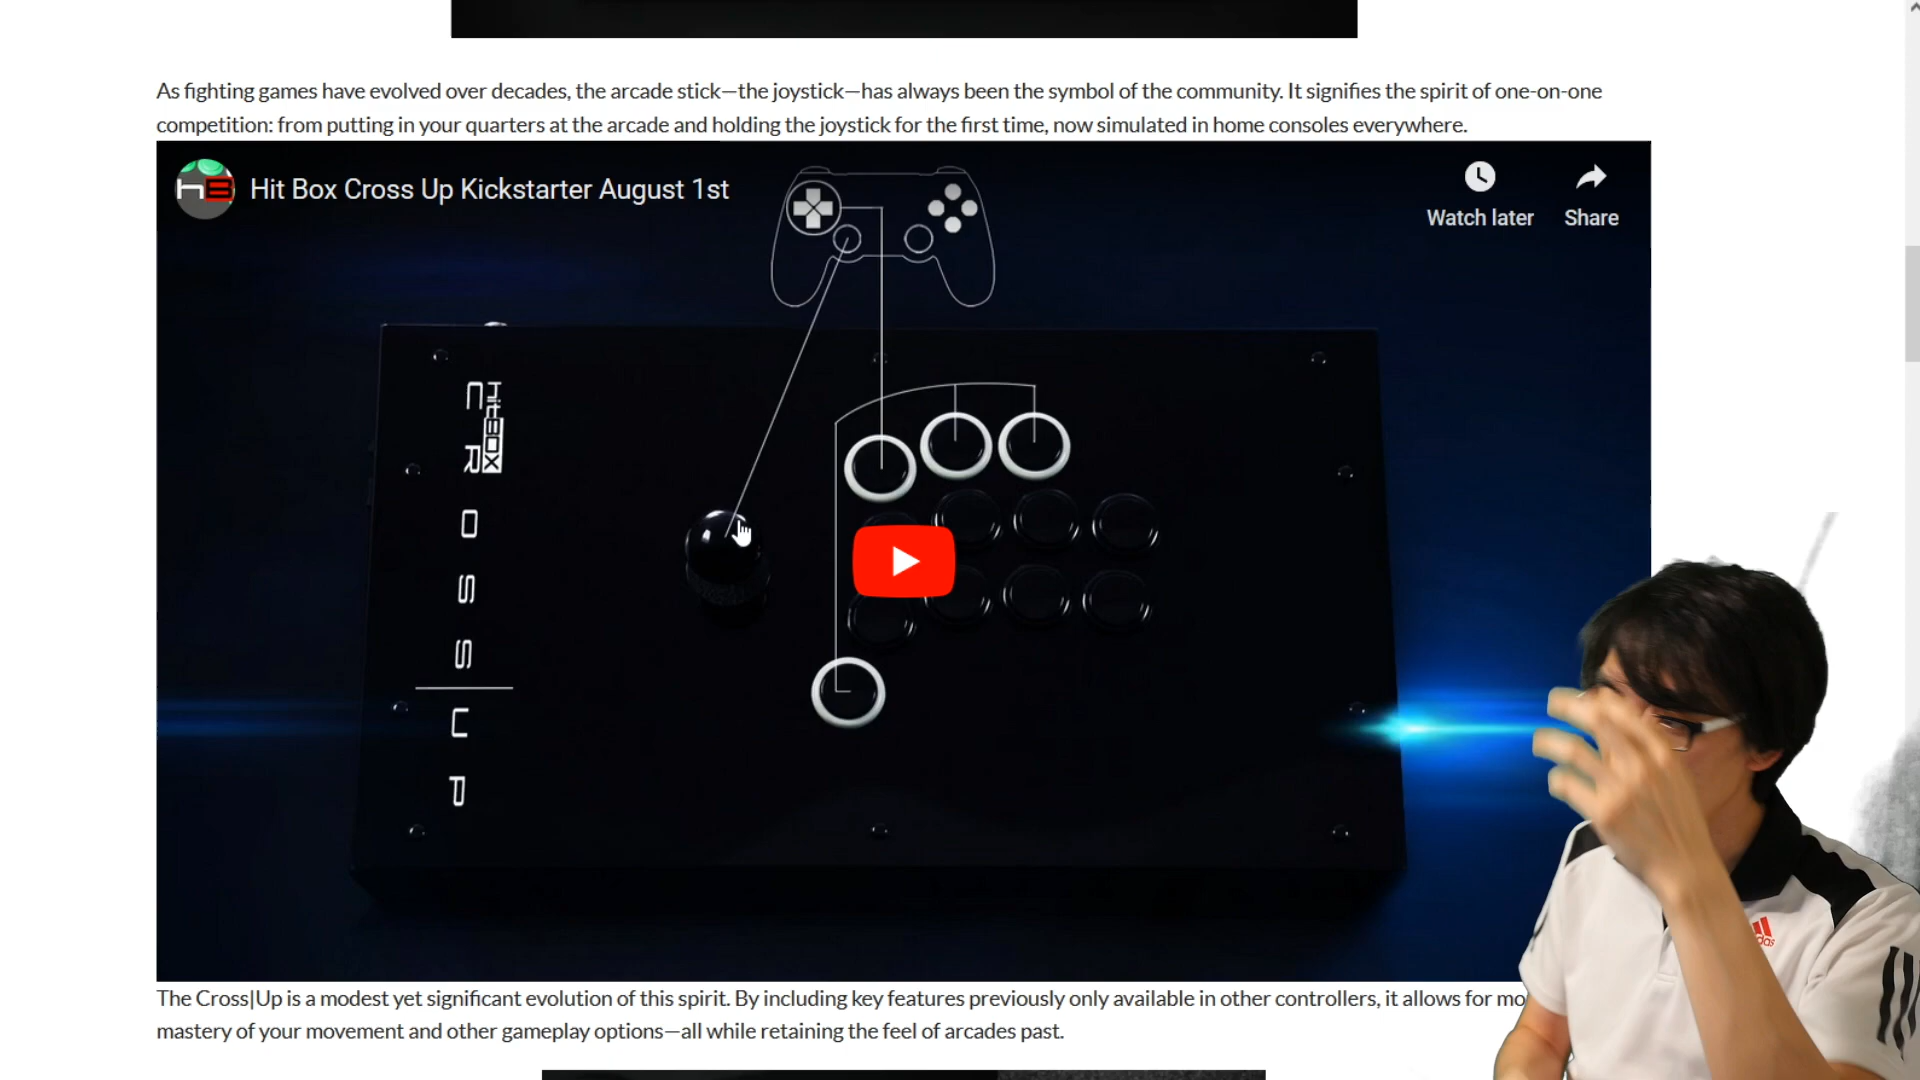 As fighting games have evolved over decades, the arcade stick—the joystick—has always been the symbol of the community. It signifies the spirit of one-on-one
competition: from putting in your quarters at the arcade and holding the joystick for the first time, now simulated in home consoles everywhere.
hB
Hit Box Cross Up Kickstarter August 1st
Watch later
Share
hitBOX
CROSS|UP
The Cross|Up is a modest yet significant evolution of this spirit. By including key features previously only available in other controllers, it allows for
mastery of your movement and other gameplay options—all while retaining the feel of arcades past.